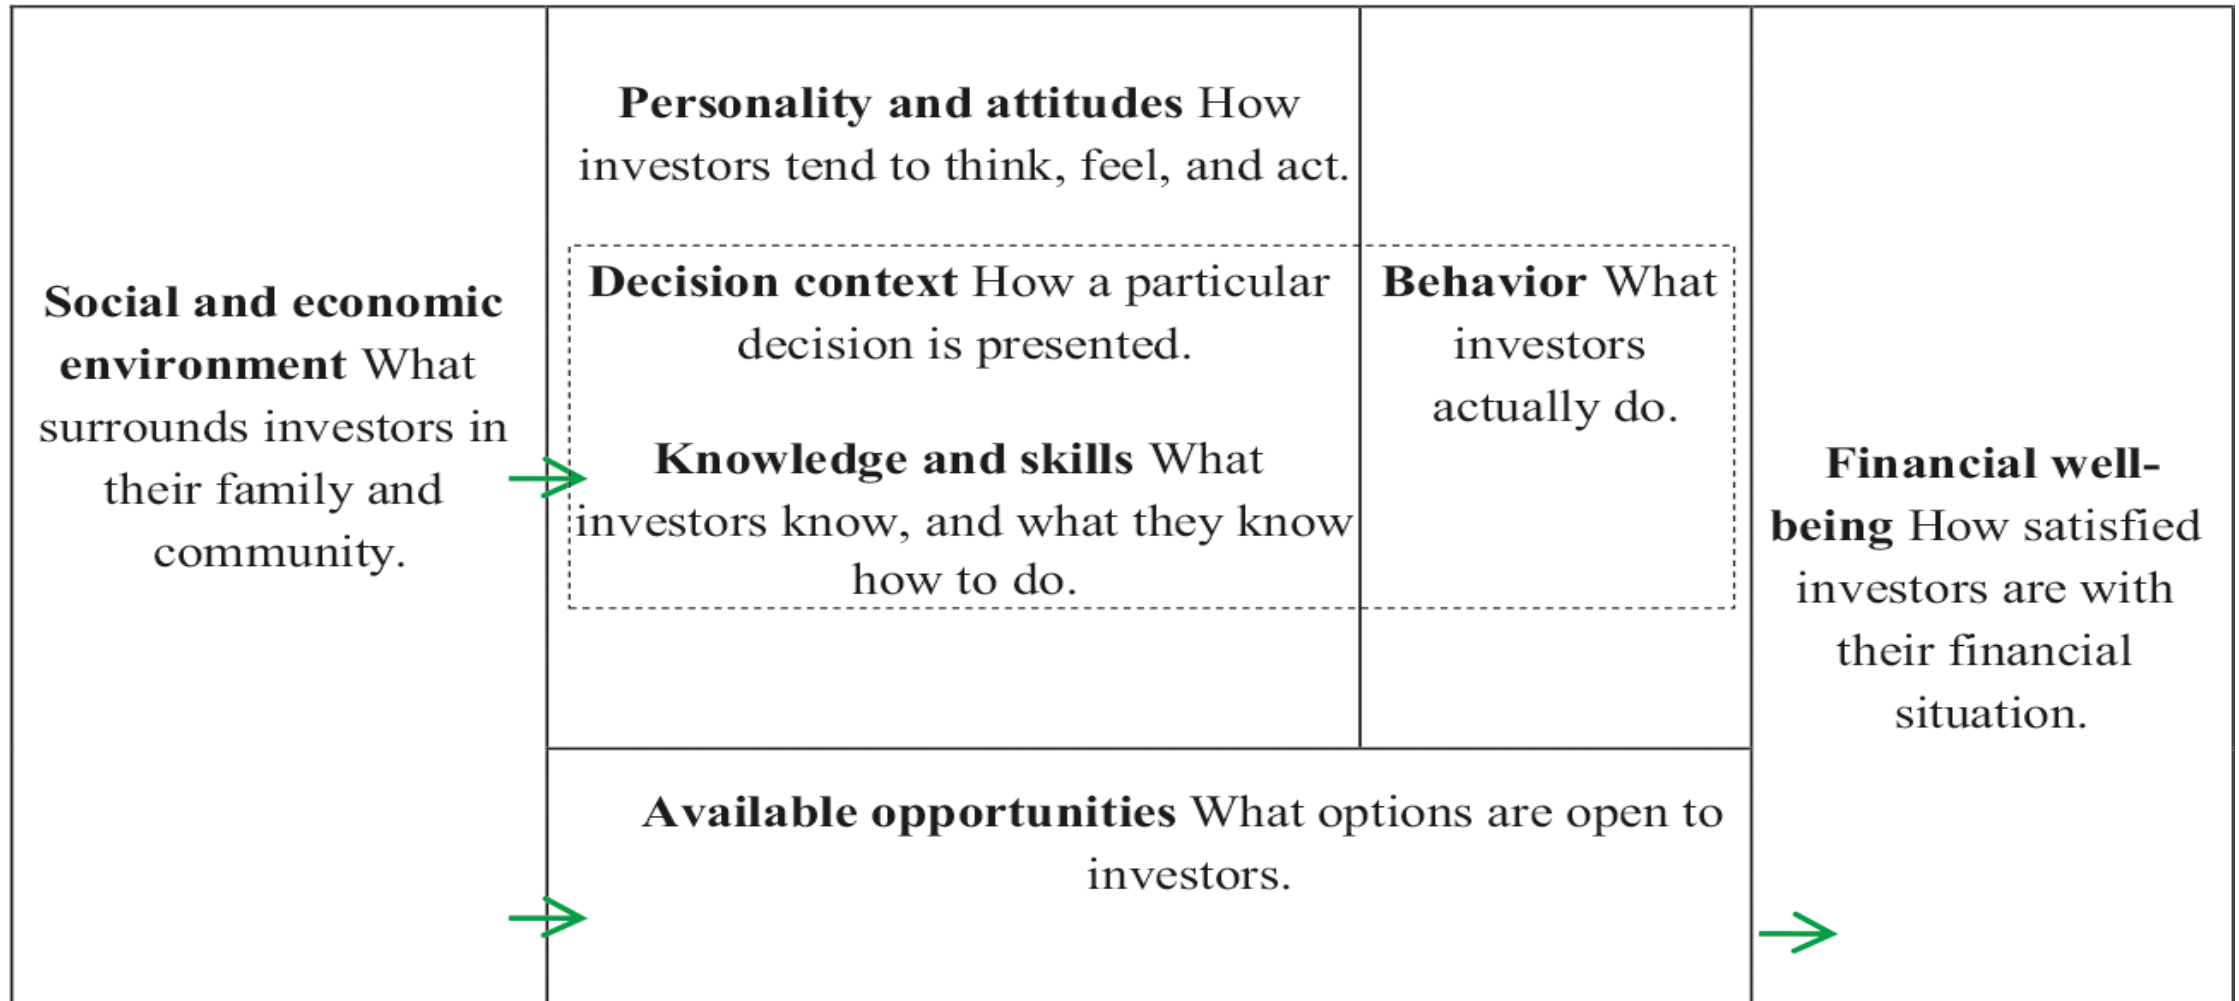 Social and economic
environment What
surrounds investors in
their family and
community.
Personality and attitudes How
investors tend to think, feel, and act.
Decision context How a particular
decision is presented.
Knowledge and skills What
investors know, and what they know
how to do.
Behavior What
investors
actually do.
Available opportunities What options are open to
investors.
Financial well-
being How satisfied
investors are with
their financial
situation.